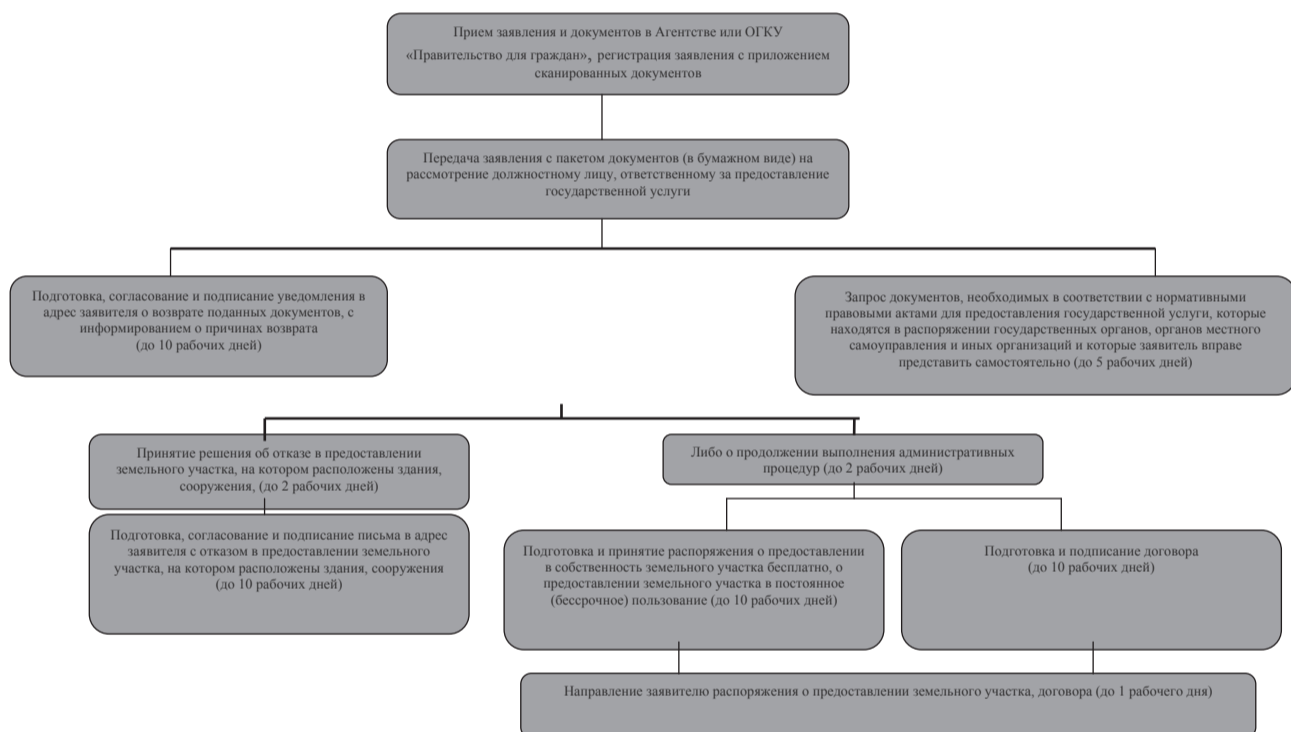 Прием заявления и документов в Агентстве или ОГКУ
«Правительство для граждан», регистрация заявления с приложением
сканированных документов
Передача заявления с пакетом документов (в бумажном виде) на
рассмотрение должностному лицу, ответственному за предоставление
государственной услуги
Подготовка, согласование и подписание уведомления в
адрес заявителя о возврате поданных документов, с
информированием о причинах возврата
(до 10 рабочих дней)
Запрос документов, необходимых в соответствии с нормативными
правовыми актами для предоставления государственной услуги, которые
находятся в распоряжении государственных органов, органов местного
самоуправления и иных организаций и которые заявитель вправе
представить самостоятельно (до 5 рабочих дней)
Принятие решения об отказе в предоставлении
земельного участка, на котором расположены здания,
сооружения, (до 2 рабочих дней)
Либо о продолжении выполнения административных
процедур (до 2 рабочих дней)
Подготовка, согласование и подписание письма в адрес
заявителя с отказом в предоставлении земельного
участка, на котором расположены здания, сооружения
(до 10 рабочих дней)
Подготовка и принятие распоряжения о предоставлении
в собственность земельного участка бесплатно, о
предоставлении земельного участка в постоянное
(бессрочное) пользование (до 10 рабочих дней)
Подготовка и подписание договора
(до 10 рабочих дней)
Направление заявителю распоряжения о предоставлении земельного участка, договора (до 1 рабочего дня)